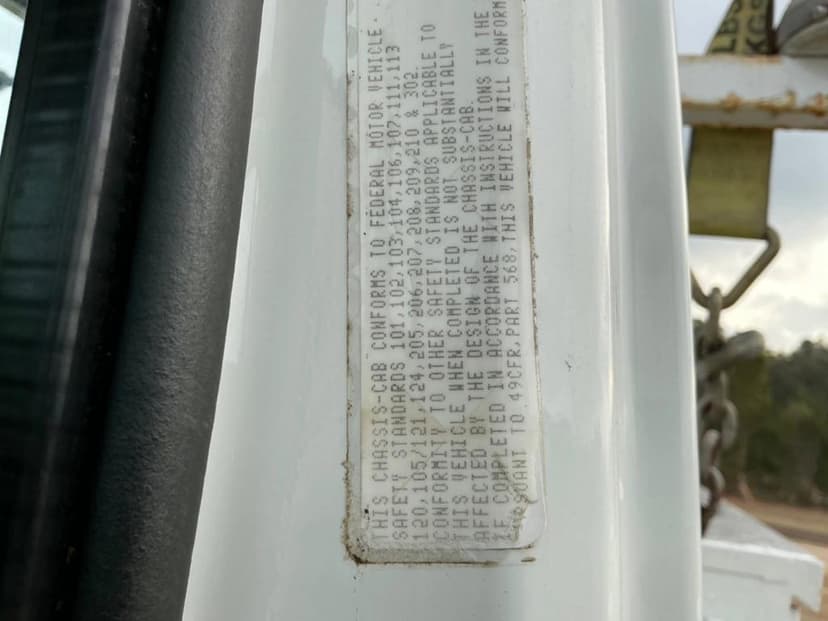 THIS CHASSIS-CAB CONFORMS TO FEDERAL MOTOR VEHICLE
SAFETY STANDARDS 101,102,103,104,106,107,111,113
120,105/121,124,205,206,207,208,209,210 & 302.
CONFORMITY TO OTHER SAFETY STANDARDS APPLICABLE TO
THIS VEHICLE WHEN COMPLETED IS NOT SUBSTANTIALLY
AFFECTED BY THE DESIGN OF THE CHASSIS-CAB.
IF COMPLETED IN ACCORDANCE WITH INSTRUCTIONS IN THE
TO 49CFR,PART 568,THIS VEHICLE WILL CONFORM